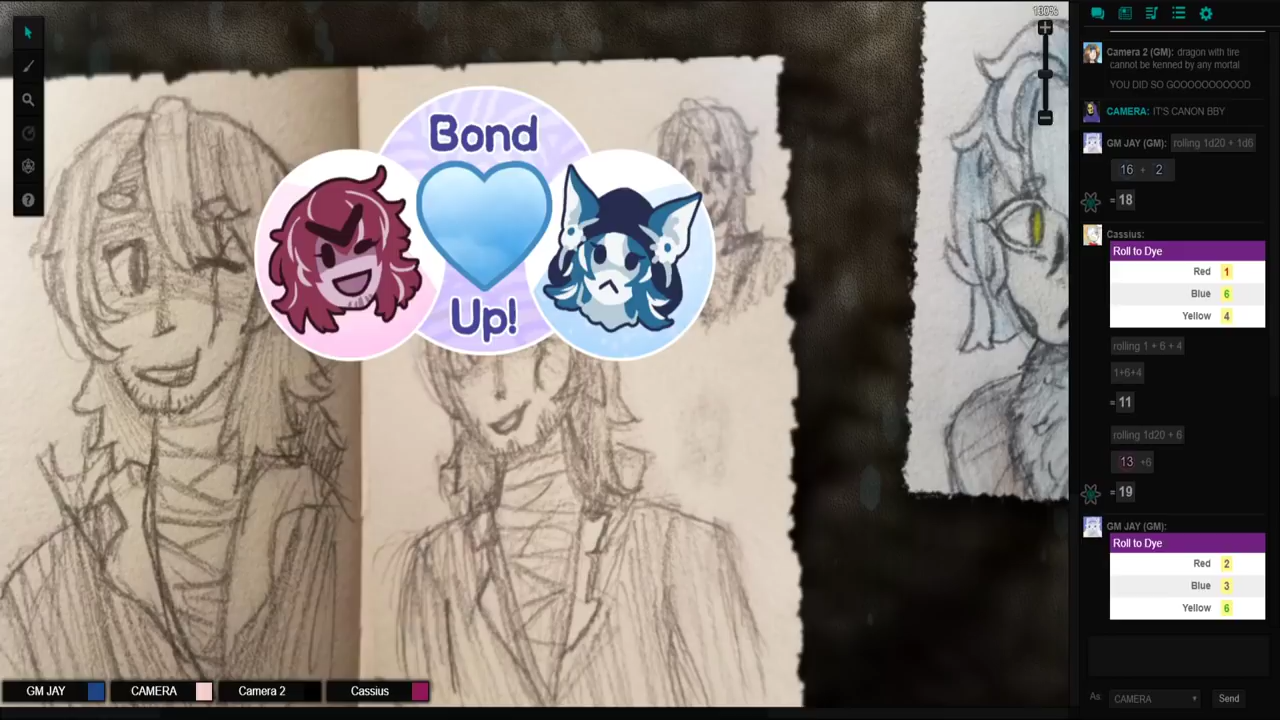 Bond
Up!
100%
Camera 2 (GM): dragon with tire
cannot be kenned by any mortal
YOU DID SO GOOOOOOOOOOD
CAMERA: IT'S CANON BBY
GM JAY (GM): rolling 1d20 + 1d6
16 + 2
= 18
Cassius:
Roll to Dye
Red 1
Blue 6
Yellow 4
rolling 1 + 6 + 4
1+6+4
= 11
rolling 1d20 + 6
13 +6
= 19
GM JAY (GM):
Roll to Dye
Red 2
Blue 3
Yellow 6
As CAMERA Send
GM JAY CAMERA Camera 2 Cassius